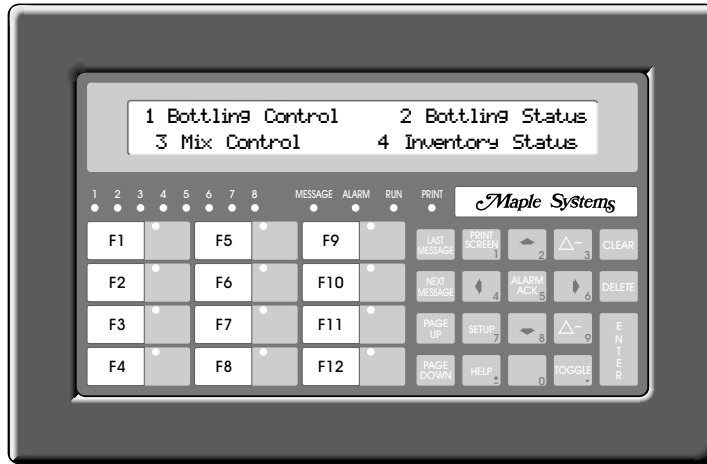 1 Bottling Control 2 Bottling Status
3 Mix Control 4 Inventory Status
1 2 3 4 5 6 7 8 MESSAGE ALARM RUN PRINT
Maple Systems
F1 F5 F9 LAST MESSAGE PRINT SCREEN 1 2 △− 3 CLEAR
F2 F6 F10 NEXT MESSAGE 4 ALARM ACK 5 6 DELETE
F3 F7 F11 PAGE UP SETUP 7 8 △− 9 ENTER
F4 F8 F12 PAGE DOWN HELP ± 0 TOGGLE .